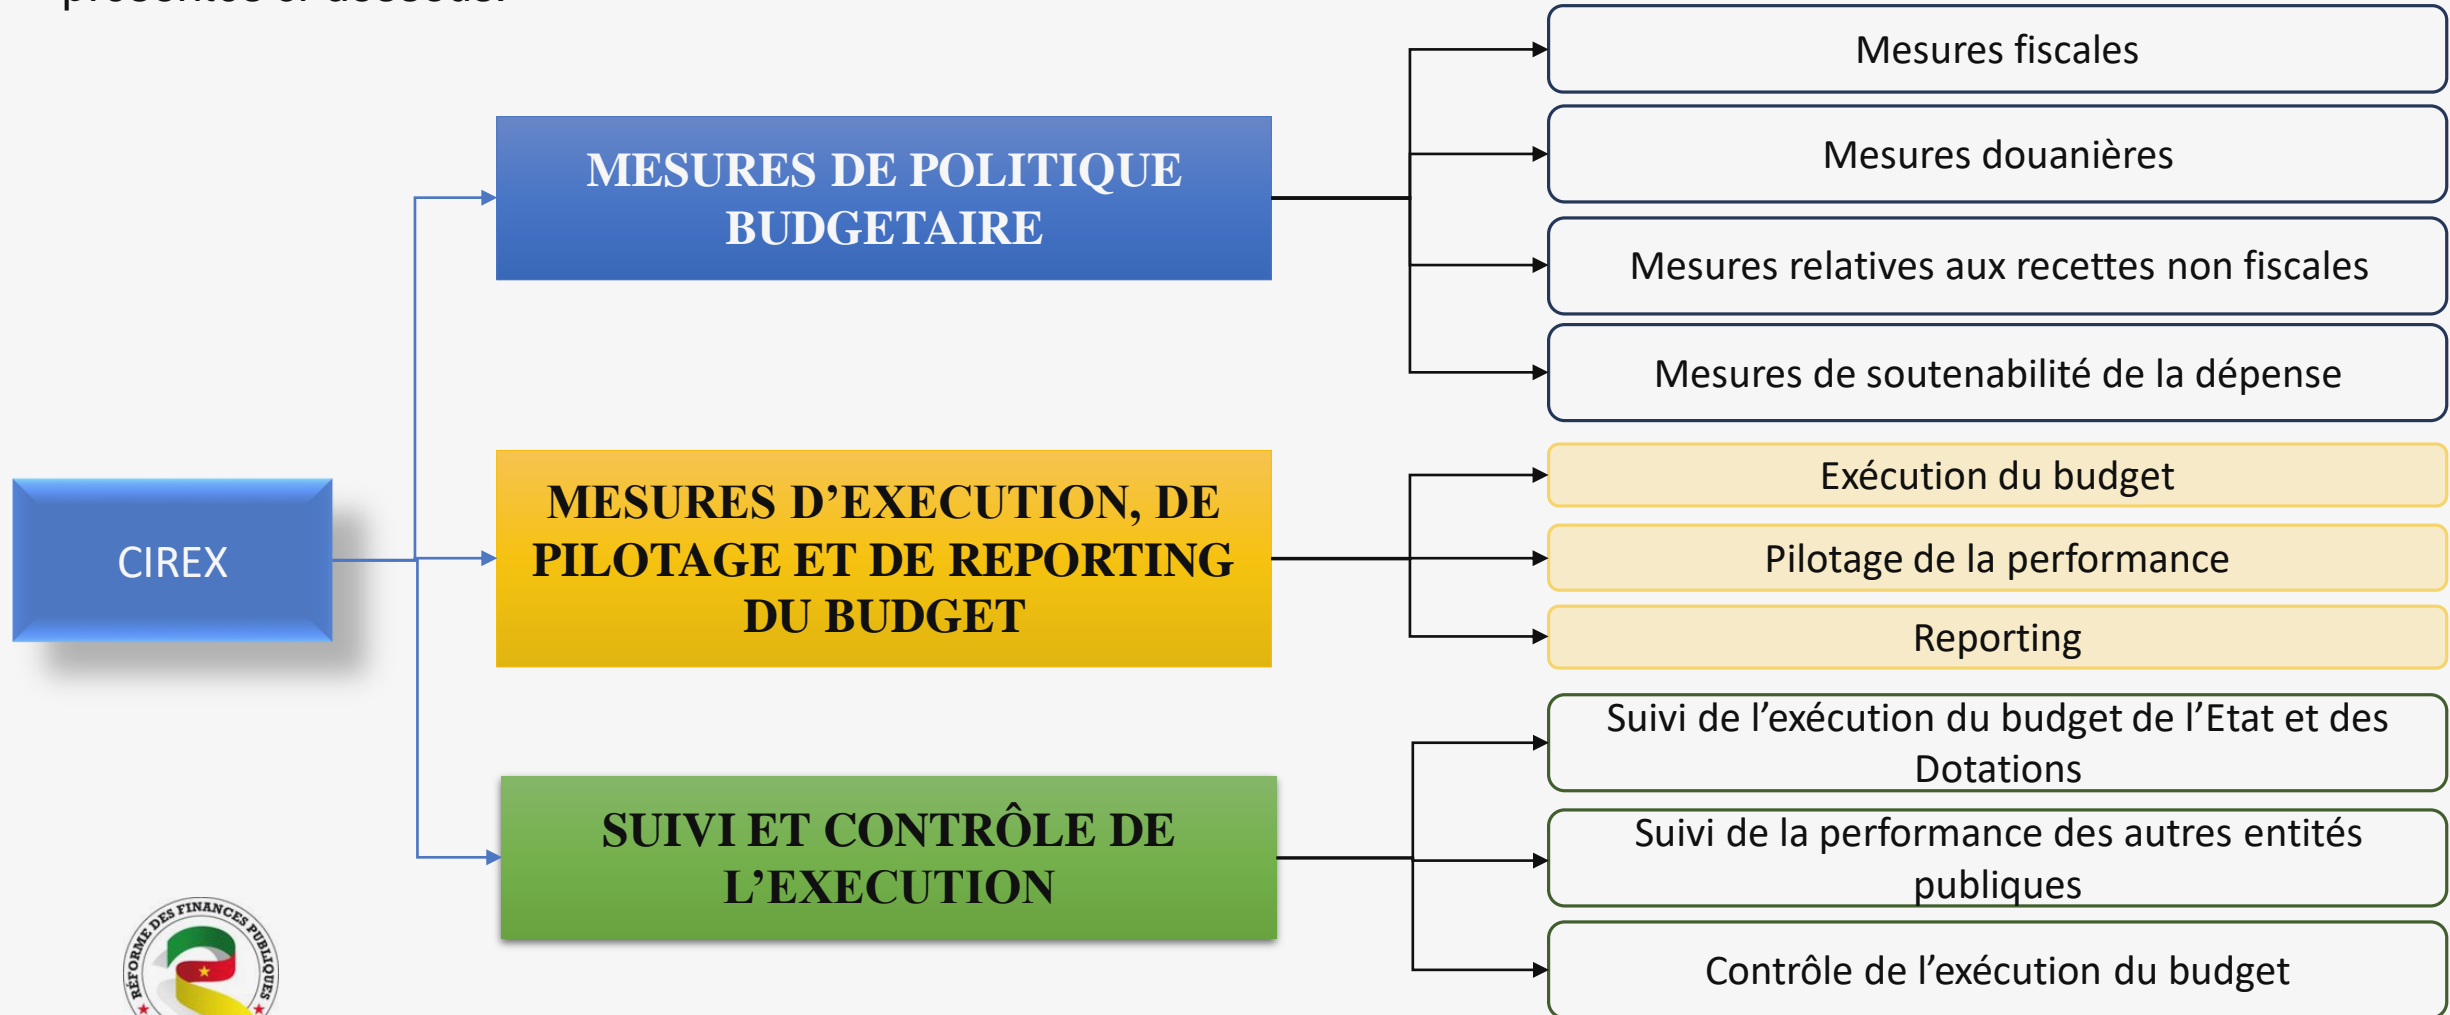 CIREX
MESURES DE POLITIQUE
BUDGETAIRE
Mesures fiscales
Mesures douanières
Mesures relatives aux recettes non fiscales
Mesures de soutenabilité de la dépense
MESURES D’EXECUTION, DE
PILOTAGE ET DE REPORTING
DU BUDGET
Exécution du budget
Pilotage de la performance
Reporting
SUIVI ET CONTRÔLE DE
L’EXECUTION
Suivi de l’exécution du budget de l’Etat et des
Dotations
Suivi de la performance des autres entités
publiques
Contrôle de l’exécution du budget
RÉFORME DES FINANCES PUBLIQUES